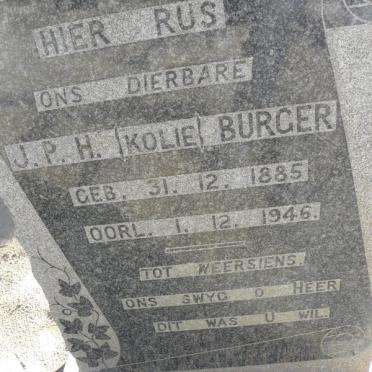 HIER RUS
ONS DIERBARE
J.P.H. (KOLIE) BURGER
GEB. 31. 12. 1885
OORL. 1. 12. 1946.
TOT WEERSIENS.
ONS SWYG O HEER
DIT WAS U WIL.